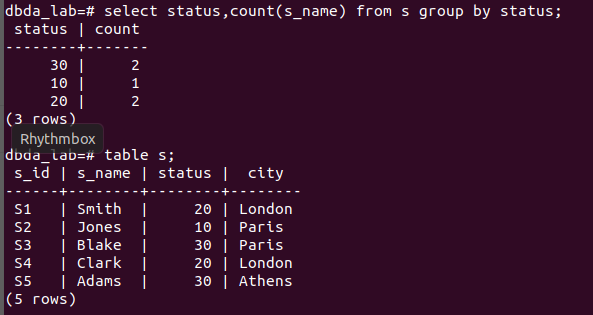 dbda_lab=# select status,count(s_name) from s group by status;
 status | count
--------+-------
     30 |     2
     10 |     1
     20 |     2
(3 rows)
Rhythmbox
dbda_lab=# table s;
 s_id | s_name | status |  city
------+--------+--------+--------
 S1   | Smith  |     20 | London
 S2   | Jones  |     10 | Paris
 S3   | Blake  |     30 | Paris
 S4   | Clark  |     20 | London
 S5   | Adams  |     30 | Athens
(5 rows)